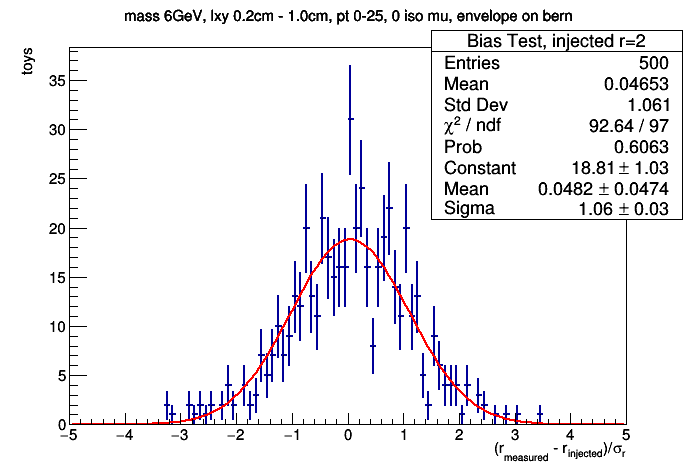 mass 6GeV, lxy 0.2cm - 1.0cm, pt 0-25, 0 iso mu, envelope on bern
Bias Test, injected r=2
Entries 500
Mean 0.04653
Std Dev 1.061
χ² / ndf 92.64 / 97
Prob 0.6063
Constant 18.81 ± 1.03
Mean 0.0482 ± 0.0474
Sigma 1.06 ± 0.03
toys
35
30
25
20
15
10
5
0
−5 −4 −3 −2 −1 0 1 2 3 4 5
(r_measured - r_injected)/σ_r